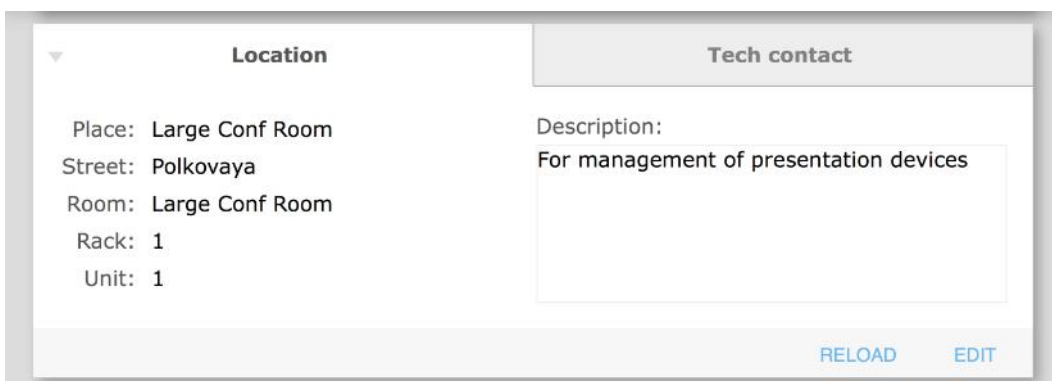 Location
Tech contact
Place: Large Conf Room
Street: Polkovaya
Room: Large Conf Room
Rack: 1
Unit: 1
Description:
For management of presentation devices
RELOAD
EDIT